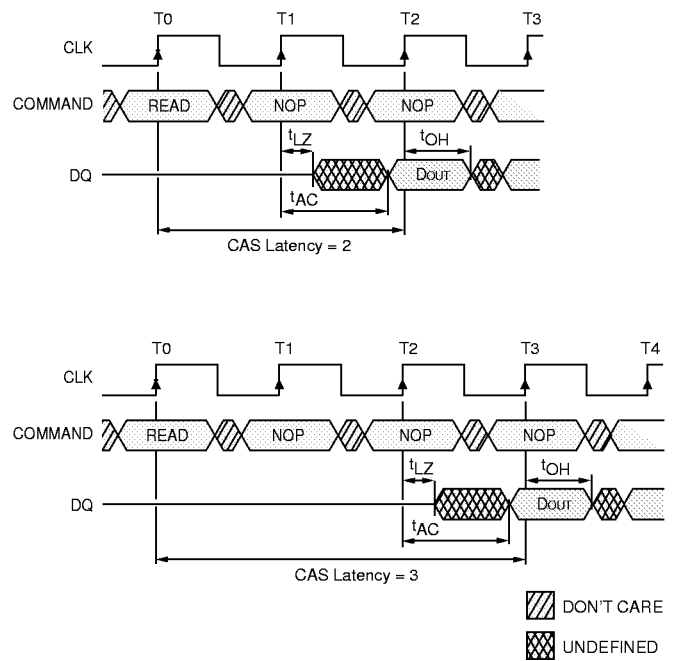 T0 T1 T2 T3
CLK
COMMAND READ NOP NOP
tLZ tOH
DQ DOUT
tAC
CAS Latency = 2
T0 T1 T2 T3 T4
CLK
COMMAND READ NOP NOP NOP
tLZ tOH
DQ DOUT
tAC
CAS Latency = 3
DON'T CARE
UNDEFINED